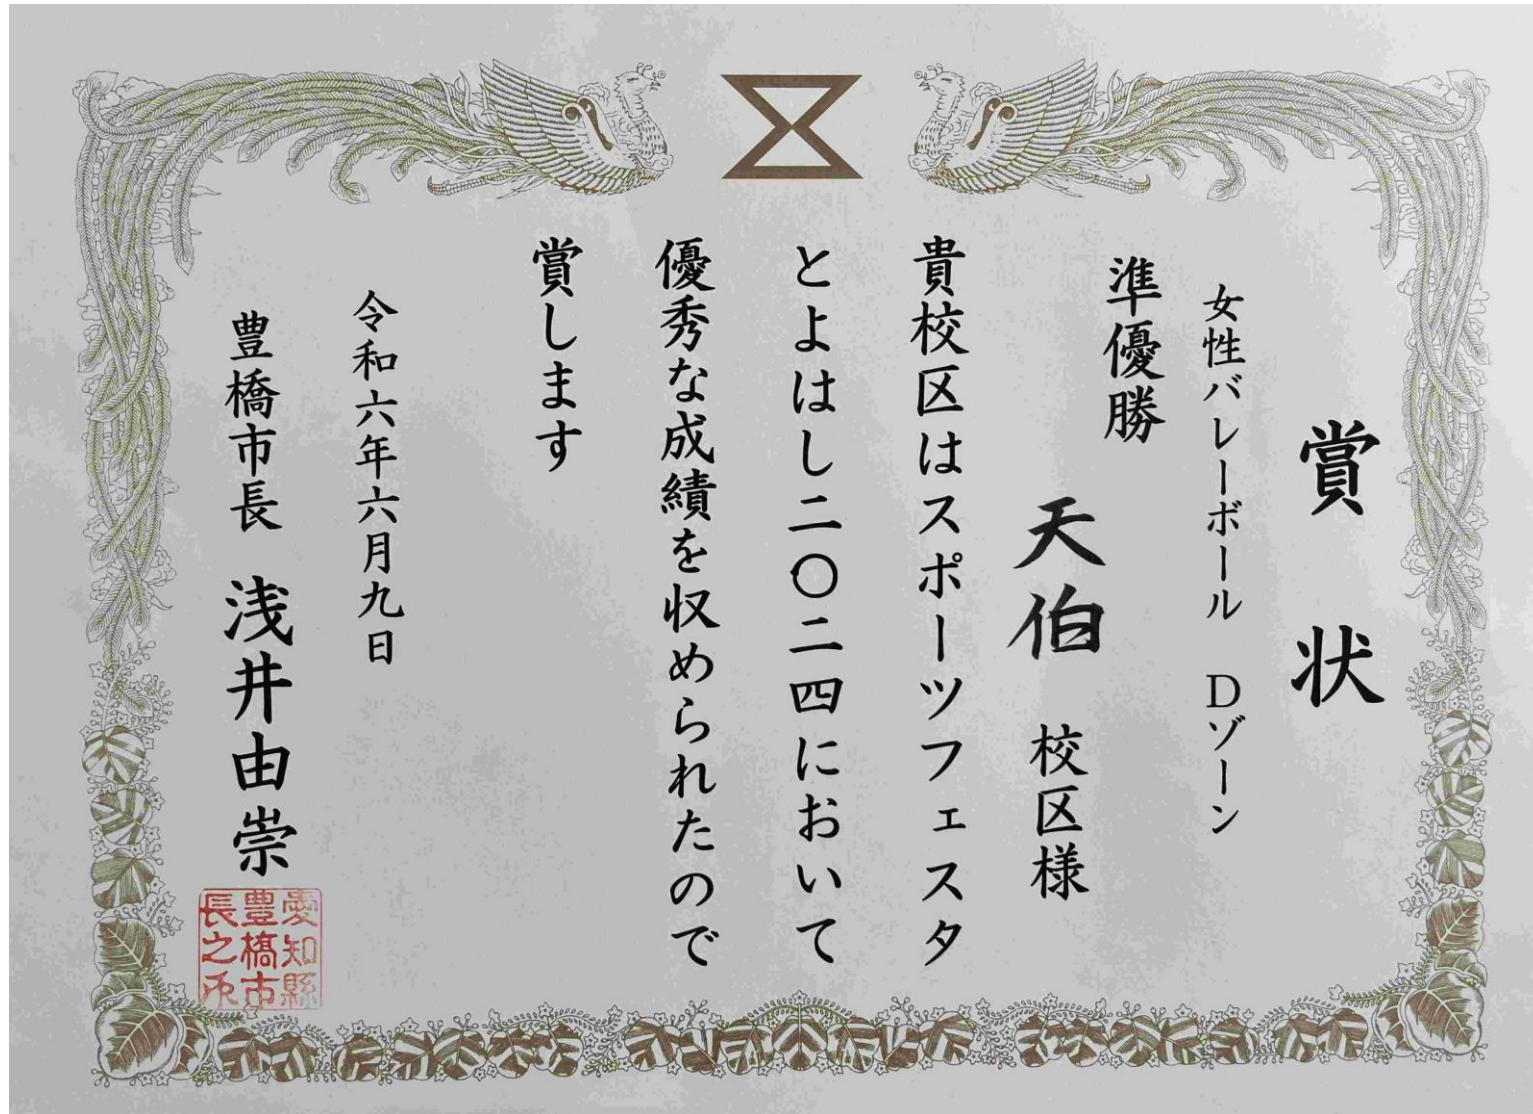 賞状
女性バレーボール Dゾーン
準優勝
天伯 校区様
貴校区はスポーツフェスタ
とよはし二〇二四において
優秀な成績を収められたので
賞します
令和六年六月九日
豊橋市長 浅井由崇
愛知縣
豊橋市
長之印